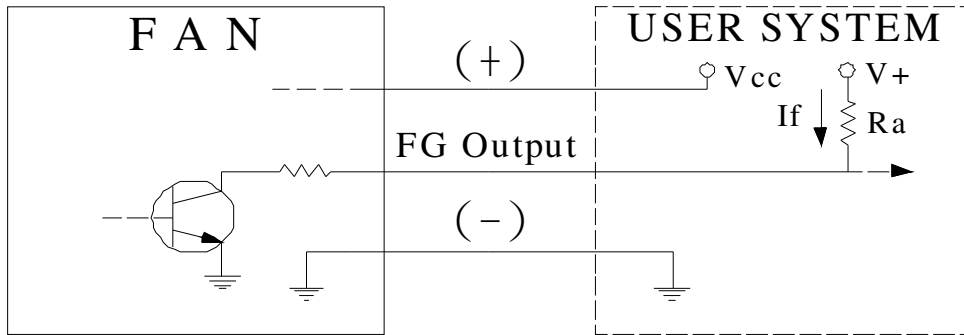 F A N
USER SYSTEM
(+)
Vcc
V+
If
Ra
FG Output
(-)